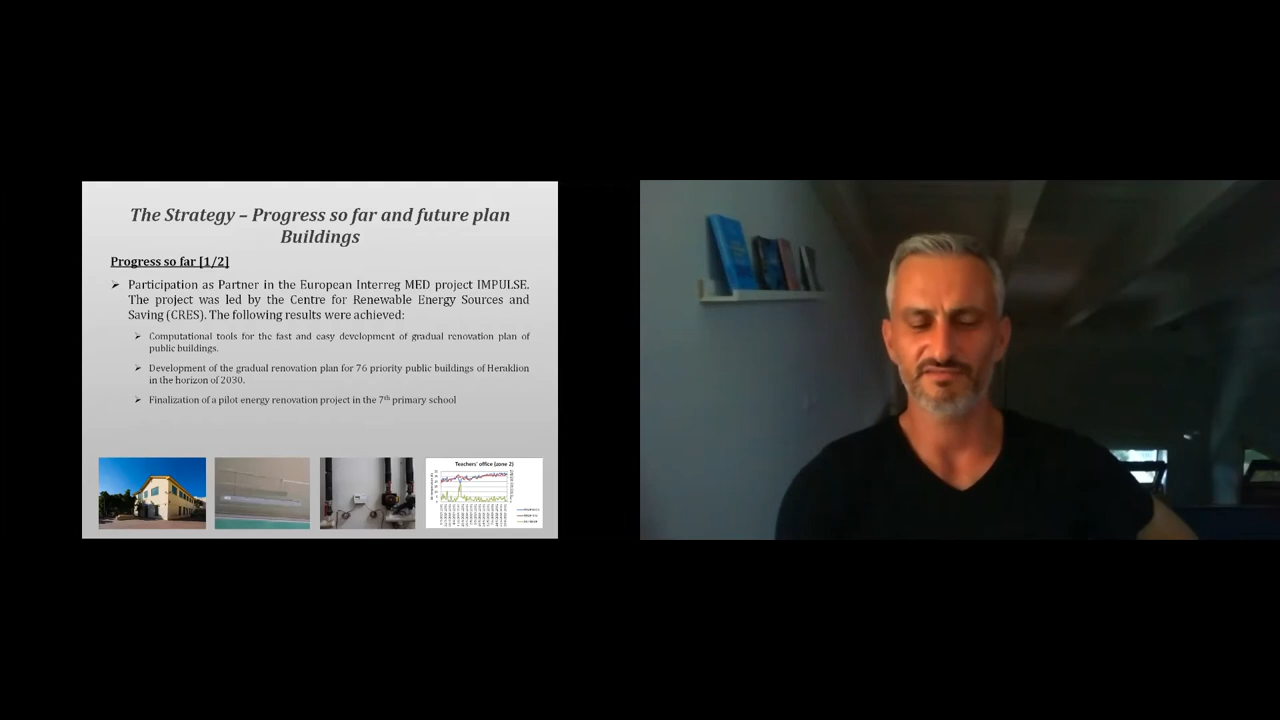 The Strategy – Progress so far and future plan
Buildings
Progress so far [1/2]
➢ Participation as Partner in the European Interreg MED project IMPULSE.
The project was led by the Centre for Renewable Energy Sources and
Saving (CRES). The following results were achieved:
➢ Computational tools for the fast and easy development of gradual renovation plan of
public buildings.
➢ Development of the gradual renovation plan for 76 priority public buildings of Heraklion
in the horizon of 2030.
➢ Finalization of a pilot energy renovation project in the 7th primary school
Teachers' office (zone 2)